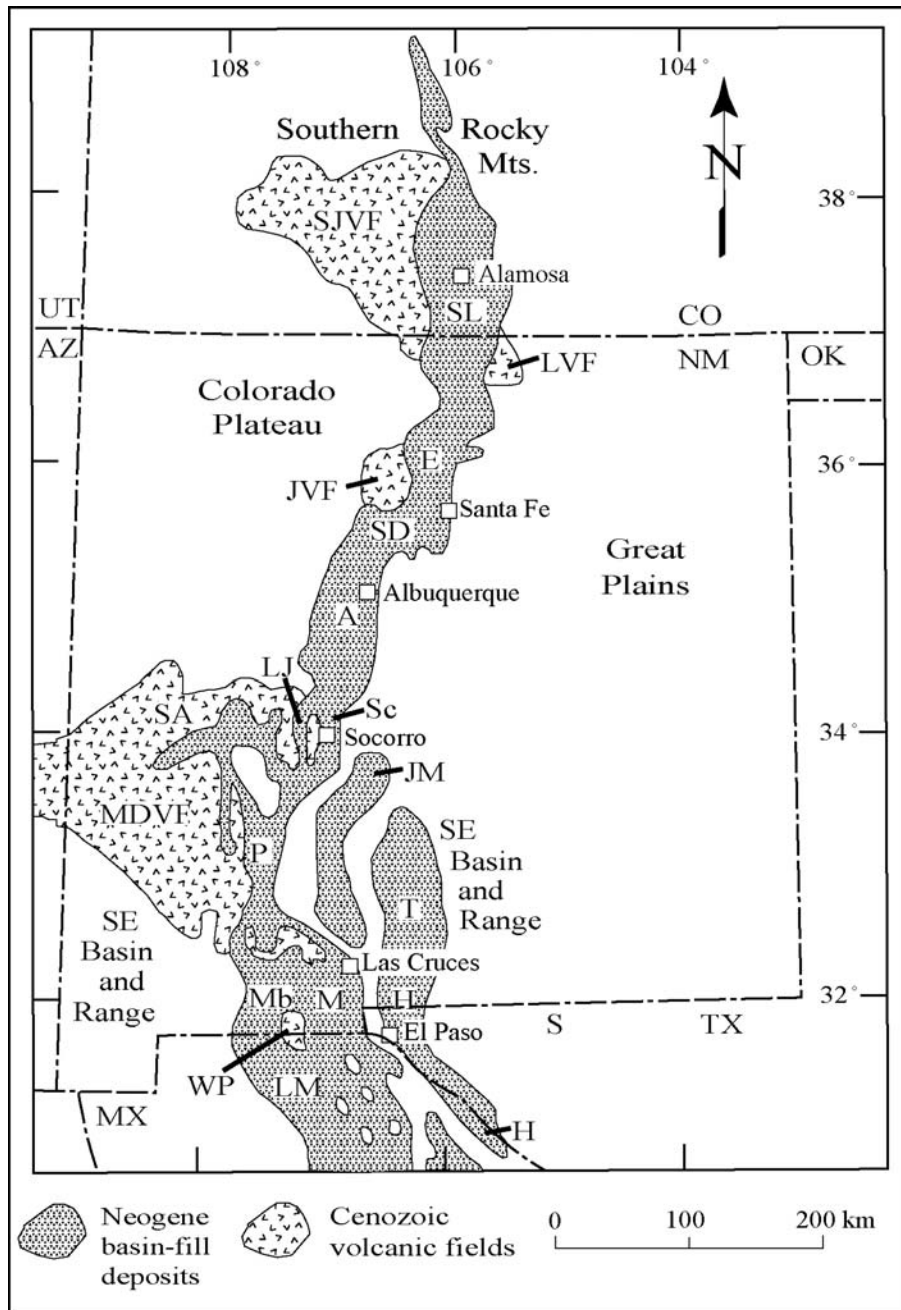 108°
106°
104°
Southern
Rocky
Mts.
N
38°
SJVF
Alamosa
SL
UT
CO
AZ
NM
OK
LVF
Colorado
Plateau
36°
E
JVF
Santa Fe
SD
Great
Plains
Albuquerque
A
LJ
SA
Sc
34°
Socorro
JM
MDVF
SE
Basin
and
Range
P
T
SE
Basin
and
Range
Las Cruces
Mb
M
H
32°
S
TX
El Paso
WP
LM
MX
H
Neogene
basin-fill
deposits
Cenozoic
volcanic fields
0
100
200 km